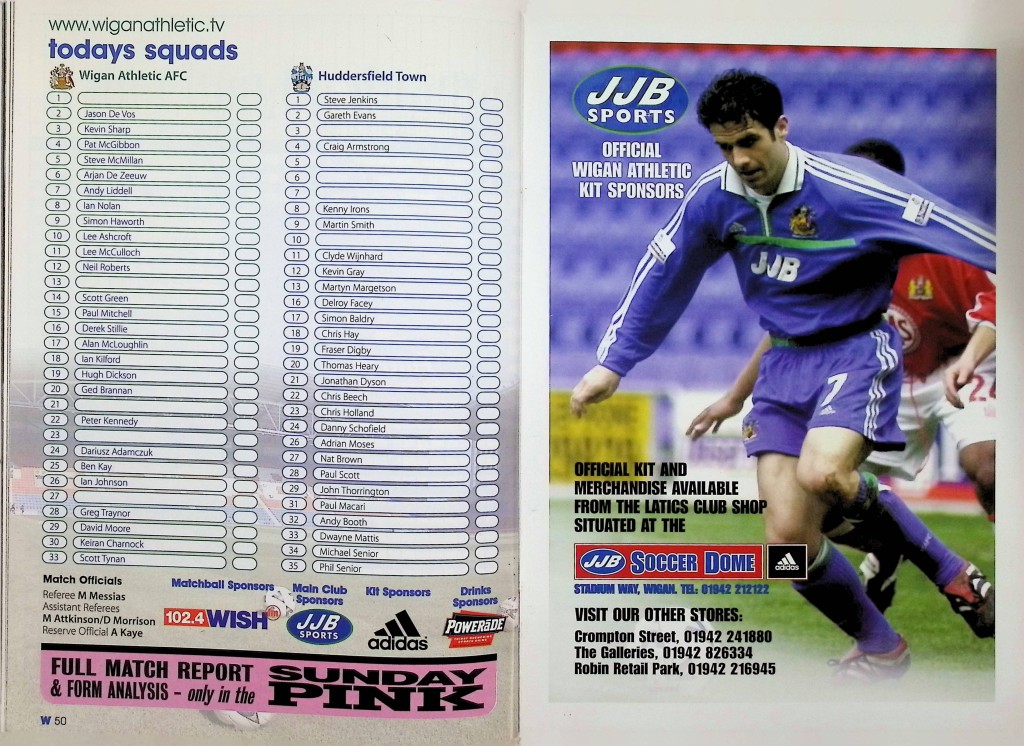 www.wiganathletic.tv
todays squads
Wigan Athletic AFC
1
2 Jason De Vos
3 Kevin Sharp
4 Pat McGibbon
5 Steve McMillan
6 Arjan De Zeeuw
7 Andy Liddell
8 Ian Nolan
9 Simon Haworth
10 Lee Ashcroft
11 Lee McCulloch
12 Neil Roberts
13
14 Scott Green
15 Paul Mitchell
16 Derek Stillie
17 Alan McLoughlin
18 Ian Kilford
19 Hugh Dickson
20 Ged Brannan
21
22 Peter Kennedy
23
24 Dariusz Adamczuk
25 Ben Kay
26 Ian Johnson
27
28 Greg Traynor
29 David Moore
30 Keiran Charnock
33 Scott Tynan
Huddersfield Town
1 Steve Jenkins
2 Gareth Evans
3
4 Craig Armstrong
5
6
7
8 Kenny Irons
9 Martin Smith
10
11 Clyde Wijnhard
12 Kevin Gray
13 Martyn Margetson
16 Delroy Facey
17 Simon Baldry
18 Chris Hay
19 Fraser Digby
20 Thomas Heary
21 Jonathan Dyson
22 Chris Beech
23 Chris Holland
24 Danny Schofield
26 Adrian Moses
27 Nat Brown
28 Paul Scott
29 John Thorrington
31 Paul Macari
32 Andy Booth
33 Dwayne Mattis
34 Michael Senior
35 Phil Senior
Match Officials
Referee M Messias
Assistant Referees
M Attkinson/D Morrison
Reserve Official A Kaye
Matchball Sponsors
102.4 WISH fm
Main Club
Sponsors
JJB
SPORTS
Kit Sponsors
adidas
Drinks
Sponsors
POWERADE
FULL MATCH REPORT
& FORM ANALYSIS - only in the
SUNDAY
PINK
W 50
JJB
SPORTS
OFFICIAL
WIGAN ATHLETIC
KIT SPONSORS
JJB
7
2
OFFICIAL KIT AND
MERCHANDISE AVAILABLE
FROM THE LATICS CLUB SHOP
SITUATED AT THE
JJB SOCCER DOME adidas
STADIUM WAY, WIGAN. TEL: 01942 212122
VISIT OUR OTHER STORES:
Crompton Street, 01942 241880
The Galleries, 01942 826334
Robin Retail Park, 01942 216945